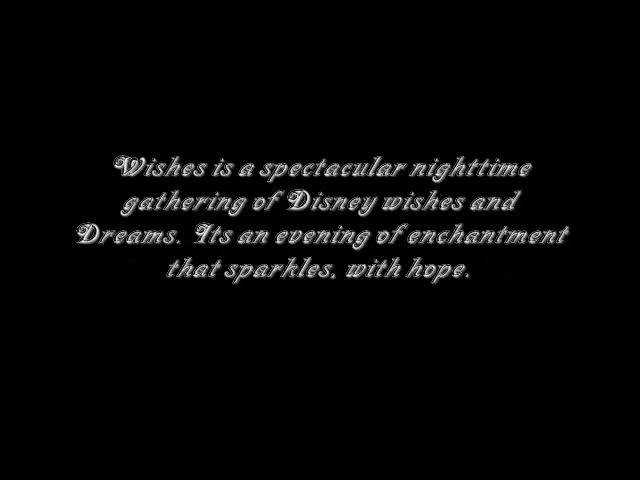 Wishes is a spectacular nighttime
gathering of Disney wishes and
Dreams. Its an evening of enchantment
that sparkles, with hope.